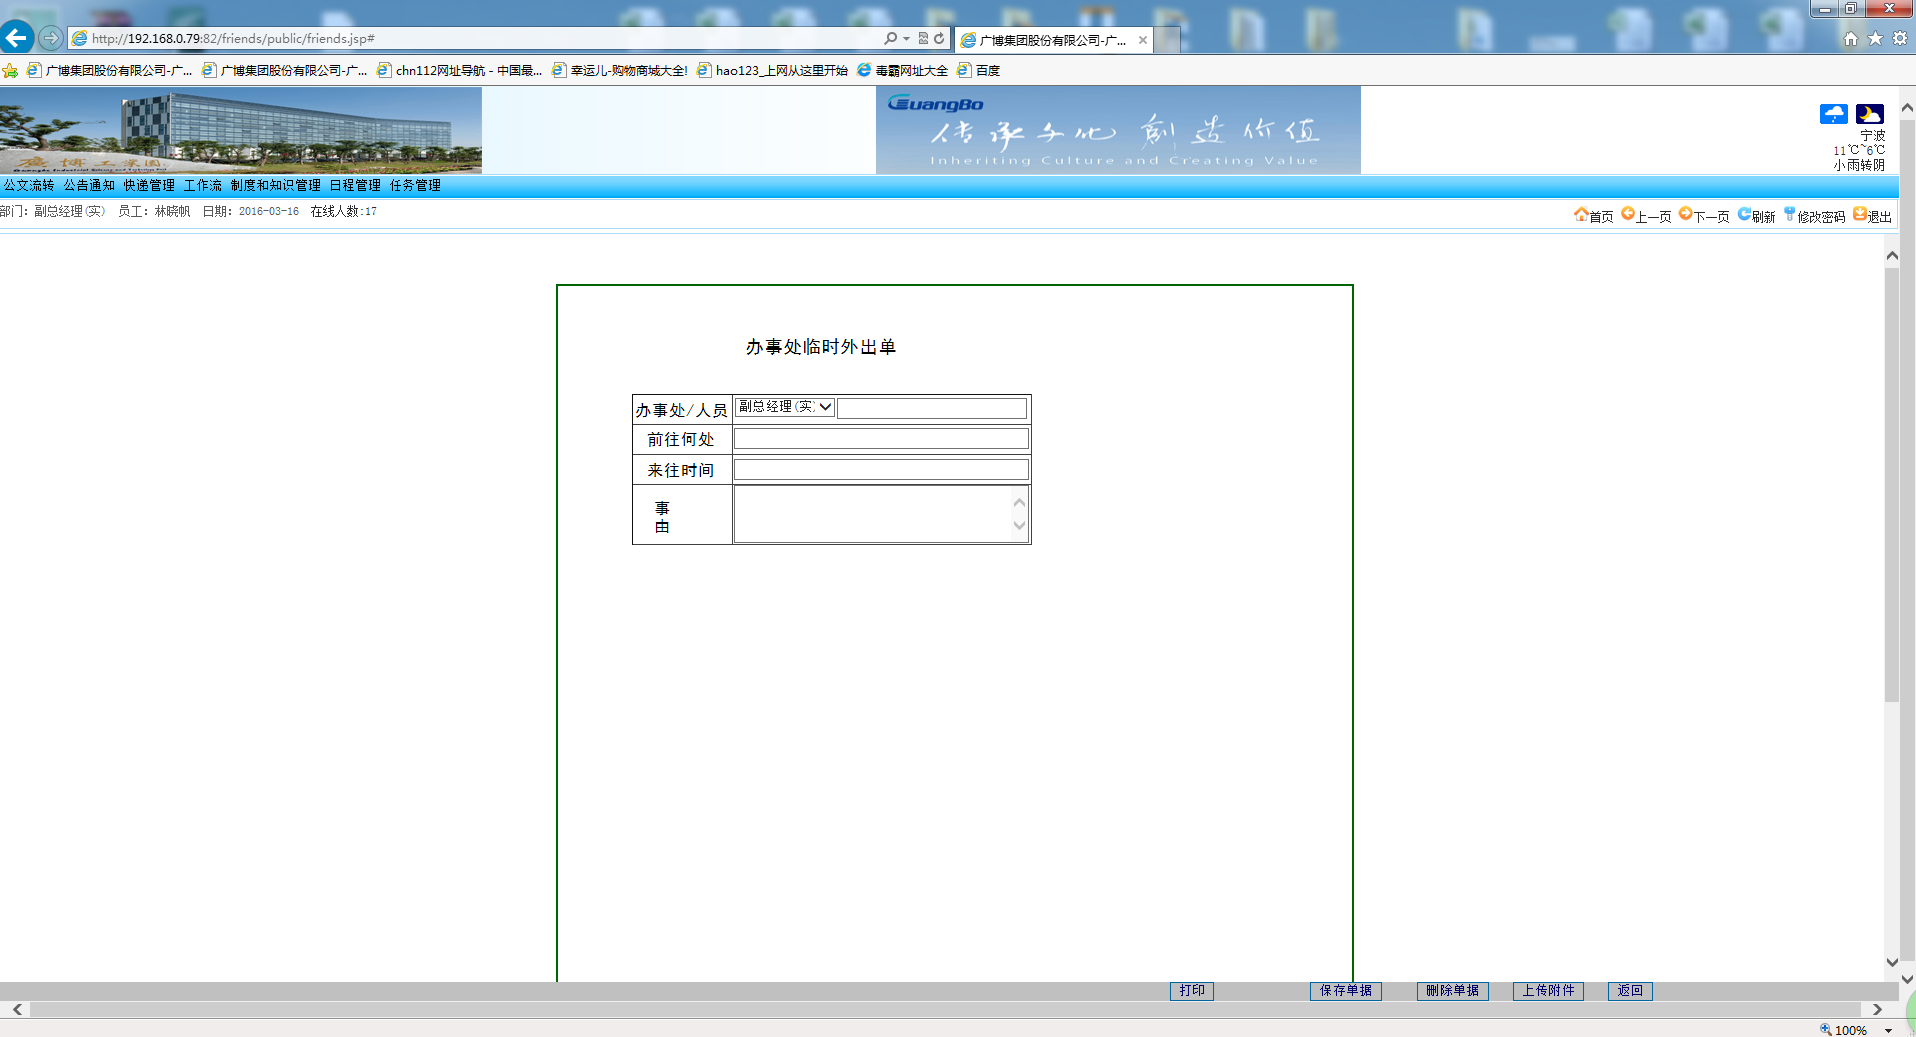 http://192.168.0.79:82/friends/public/friends.jsp#
广博集团股份有限公司-广...
广博集团股份有限公司-广... 广博集团股份有限公司-广... chn112网址导航 - 中国最... 幸运儿-购物商城大全! hao123_上网从这里开始 毒霸网址大全 百度
广博工业园
GuangBo
传承文化 創造价值
Inheriting Culture and Creating Value
宁波
11℃~6℃
小雨转阴
公文流转 公告通知 快递管理 工作流 制度和知识管理 日程管理 任务管理
部门：副总经理(实) 员工：林晓帆 日期：2016-03-16 在线人数:17
首页 上一页 下一页 刷新 修改密码 退出
办事处临时外出单
办事处/人员 副总经理(实)
前往何处
来往时间
事
由
打印 保存单据 删除单据 上传附件 返回
100%